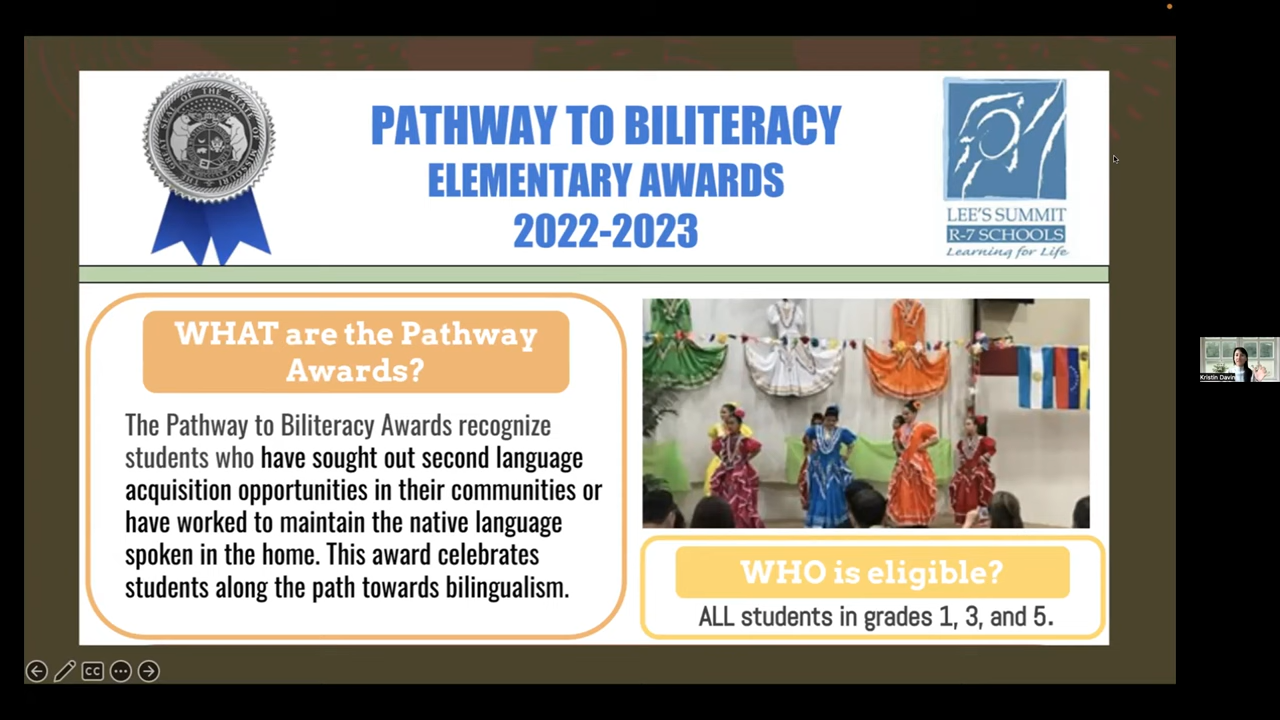 PATHWAY TO BILITERACY
ELEMENTARY AWARDS
2022-2023
LEE'S SUMMIT
R-7 SCHOOLS
Learning for Life
WHAT are the Pathway
Awards?
The Pathway to Biliteracy Awards recognize
students who have sought out second language
acquisition opportunities in their communities or
have worked to maintain the native language
spoken in the home. This award celebrates
students along the path towards bilingualism.
WHO is eligible?
ALL students in grades 1, 3, and 5.
CC